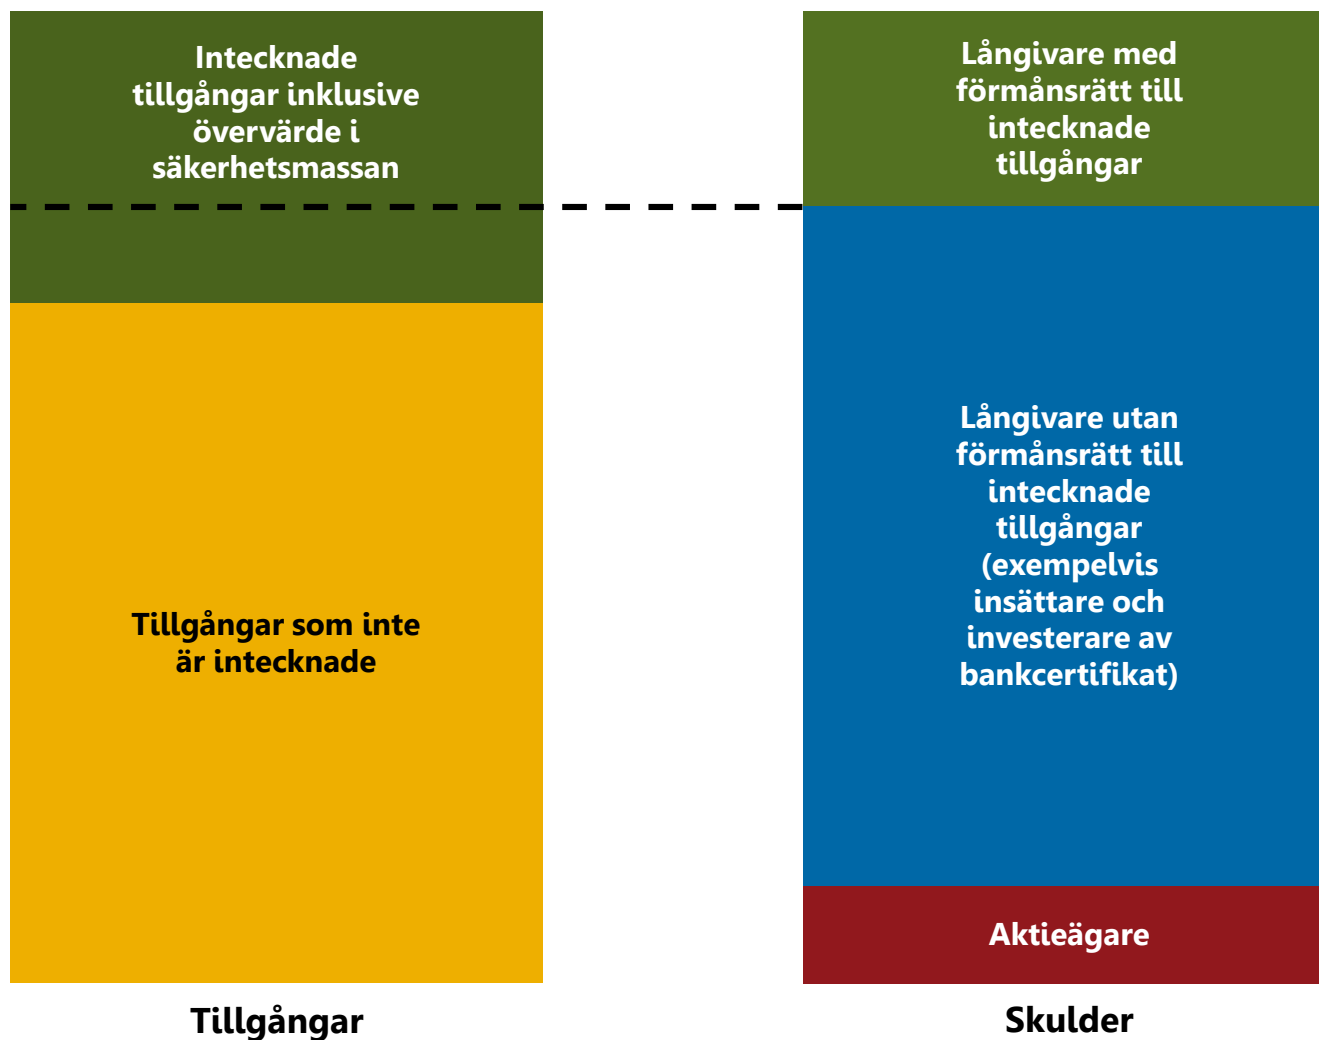 Intecknade
tillgångar inklusive
övervärde i
säkerhetsmassan
Tillgångar som inte
är intecknade
Tillgångar
Långivare med
förmånsrätt till
intecknade
tillgångar
Långivare utan
förmånsrätt till
intecknade
tillgångar
(exempelvis
insättare och
investerare av
bankcertifikat)
Aktieägare
Skulder